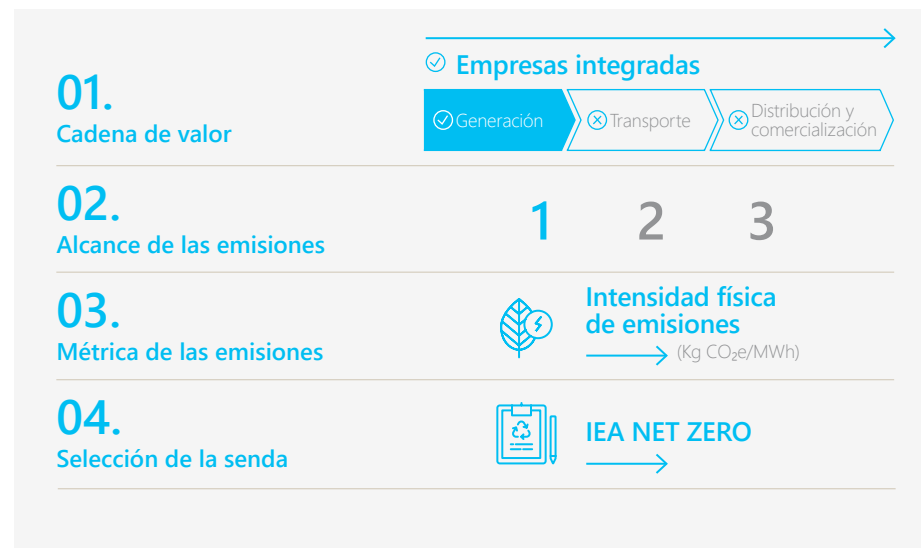 01.
Cadena de valor
Empresas integradas
Generación
Transporte
Distribución y
comercialización
02.
Alcance de las emisiones
1 2 3
03.
Métrica de las emisiones
Intensidad física
de emisiones
(Kg CO₂e/MWh)
04.
Selección de la senda
IEA NET ZERO